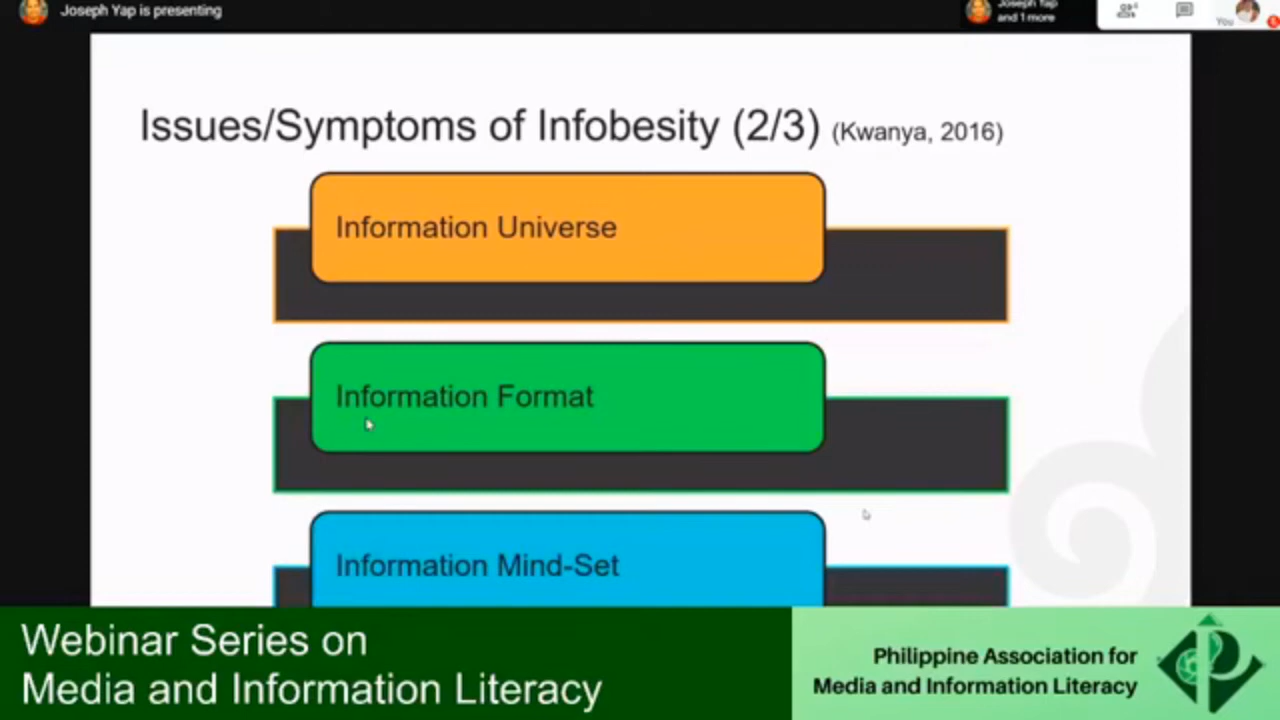 Joseph Yap is presenting
Joseph Yap
and 1 more
You
Issues/Symptoms of Infobesity (2/3) (Kwanya, 2016)
Information Universe
Information Format
Information Mind-Set
Webinar Series on
Media and Information Literacy
Philippine Association for
Media and Information Literacy